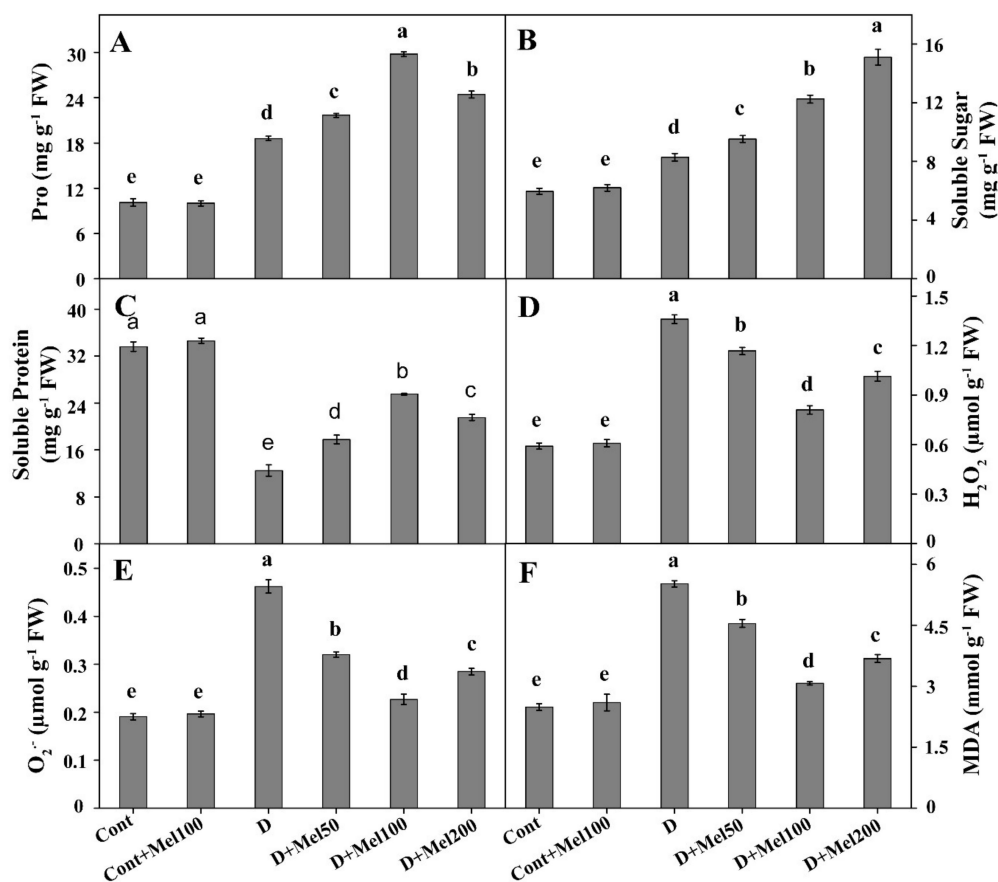 A
Pro (mg g⁻¹ FW)
30
24
18
12
6
0
e
e
d
c
a
b
B
Soluble Sugar
(mg g⁻¹ FW)
16
12
8
4
0
e
e
d
c
b
a
C
Soluble Protein
(mg g⁻¹ FW)
40
32
24
16
8
0
a
a
e
d
b
c
D
H₂O₂ (μmol g⁻¹ FW)
1.5
1.2
0.9
0.6
0.3
0
e
e
a
b
d
c
E
O₂·⁻ (μmol g⁻¹ FW)
0.5
0.4
0.3
0.2
0.1
0
e
e
a
b
d
c
F
MDA (mmol g⁻¹ FW)
6
4.5
3
1.5
0
e
e
a
b
d
c
Cont
Cont+Mel100
D
D+Mel50
D+Mel100
D+Mel200
Cont
Cont+Mel100
D
D+Mel50
D+Mel100
D+Mel200